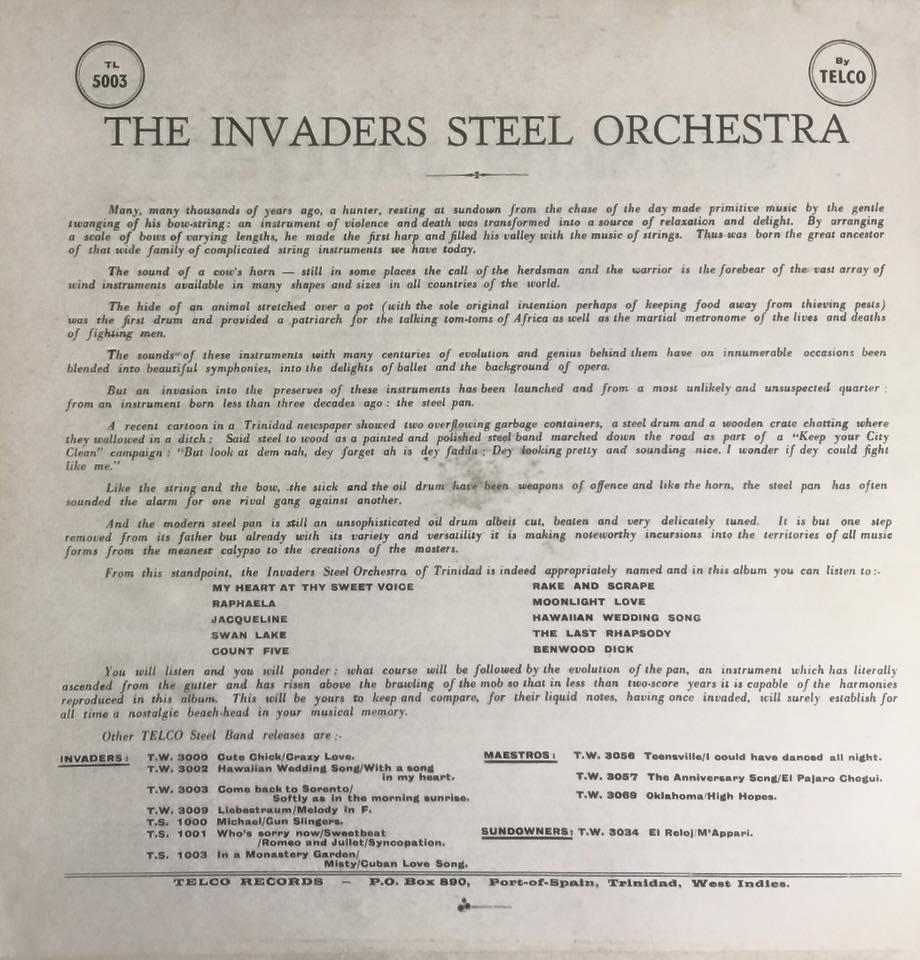 TL
5003
By
TELCO
THE INVADERS STEEL ORCHESTRA
Many, many thousands of years ago, a hunter, resting at sundown from the chase of the day made primitive music by the gentle
twanging of his bow-string: an instrument of violence and death was transformed into a source of relaxation and delight. By arranging
a scale of bows of varying lengths, he made the first harp and filled his valley with the music of strings. Thus was born the great ancestor
of that wide family of complicated string instruments we have today.
The sound of a cow's horn — still in some places the call of the herdsman and the warrior is the forebear of the vast array of
wind instruments available in many shapes and sizes in all countries of the world.
The hide of an animal stretched over a pot (with the sole original intention perhaps of keeping food away from thieving pests)
was the first drum and provided a patriarch for the talking tom-toms of Africa as well as the martial metronome of the lives and deaths
of fighting men.
The sounds of these instruments with many centuries of evolution and genius behind them have on innumerable occasions been
blended into beautiful symphonies, into the delights of ballet and the background of opera.
But an invasion into the preserves of these instruments has been launched and from a most unlikely and unsuspected quarter :
from an instrument born less than three decades ago : the steel pan.
A recent cartoon in a Trinidad newspaper showed two overflowing garbage containers, a steel drum and a wooden crate chatting where
they wallowed in a ditch : Said steel to wood as a painted and polished steel band marched down the road as part of a "Keep your City
Clean" campaign : "But look at dem nah, dey forget ah is dey fadda : Dey looking pretty and sounding nice. I wonder if dey could fight
like me."
Like the string and the bow, the stick and the oil drum have been weapons of offence and like the horn, the steel pan has often
sounded the alarm for one rival gang against another.
And the modern steel pan is still an unsophisticated oil drum albeit cut, beaten and very delicately tuned. It is but one step
removed from its father but already with its variety and versatility it is making noteworthy incursions into the territories of all music
forms from the meanest calypso to the creations of the masters.
From this standpoint, the Invaders Steel Orchestra of Trinidad is indeed appropriately named and in this album you can listen to:-
MY HEART AT THY SWEET VOICE
RAPHAELA
JACQUELINE
SWAN LAKE
COUNT FIVE
RAKE AND SCRAPE
MOONLIGHT LOVE
HAWAIIAN WEDDING SONG
THE LAST RHAPSODY
BENWOOD DICK
You will listen and you will ponder : what course will be followed by the evolution of the pan, an instrument which has literally
ascended from the gutter and has risen above the brawling of the mob so that in less than two-score years it is capable of the harmonies
reproduced in this album. This will be yours to keep and compare, for their liquid notes, having once invaded, will surely establish for
all time a nostalgic beach-head in your musical memory.
Other TELCO Steel Band releases are :-
INVADERS : T.W. 3000 Cute Chick/Crazy Love.
T.W. 3002 Hawaiian Wedding Song/With a song
in my heart.
T.W. 3003 Come back to Sorento/
Softly as in the morning sunrise.
T.W. 3009 Liebestraum/Melody in F.
T.S. 1000 Michael/Gun Slingers.
T.S. 1001 Who's sorry now/Sweetbeat
/Romeo and Juliet/Syncopation.
T.S. 1003 In a Monastery Garden/
Misty/Cuban Love Song.
MAESTROS : T.W. 3056 Teensville/I could have danced all night.
T.W. 3057 The Anniversary Song/El Pajaro Chogui.
T.W. 3069 Oklahoma/High Hopes.
SUNDOWNERS: T.W. 3034 El Reloj/M'Appari.
TELCO RECORDS — P.O. Box 890, Port-of-Spain, Trinidad, West Indies.